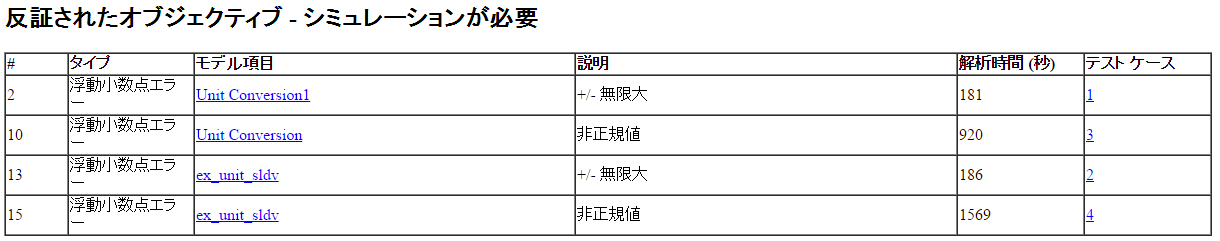 反証されたオブジェクティブ - シミュレーションが必要
# タイプ モデル項目 説明 解析時間 (秒) テスト ケース
2 浮動小数点エラー Unit Conversion1 +/- 無限大 181 1
10 浮動小数点エラー Unit Conversion 非正規値 920 3
13 浮動小数点エラー ex_unit_sldv +/- 無限大 186 2
15 浮動小数点エラー ex_unit_sldv 非正規値 1569 4